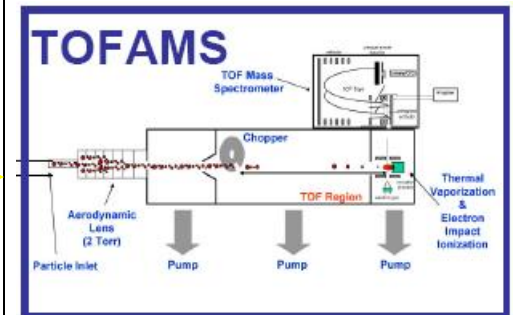 TOFAMS
TOF Mass
Spectrometer
Chopper
TOF Region
Aerodynamic
Lens
(2 Torr)
Particle Inlet
Thermal
Vaporization
&
Electron
Impact
Ionization
Pump
Pump
Pump